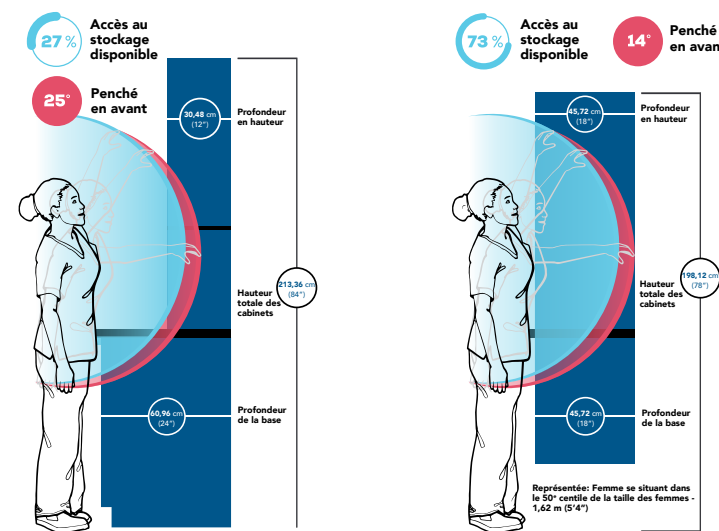 27 %
Accès au
stockage
disponible
25°
Penché
en avant
30,48 cm
(12")
Profondeur
en hauteur
Hauteur
totale des
cabinets
213,36 cm
(84")
60,96 cm
(24")
Profondeur
de la base
73 %
Accès au
stockage
disponible
14°
Penché
en avan
45,72 cm
(18")
Profondeur
en hauteur
Hauteur
totale des
cabinets
198,12 cm
(78")
45,72 cm
(18")
Profondeur
de la base
Représentée: Femme se situant dans
le 50e centile de la taille des femmes -
1,62 m (5'4")